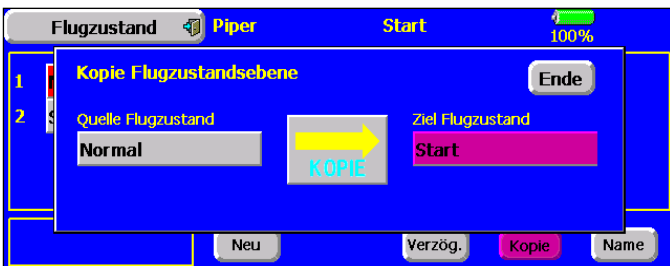 Flugzustand Piper Start 100%
Kopie Flugzustandsebene Ende
1
2
Quelle Flugzustand Ziel Flugzustand
Normal KOPIE Start
Neu Verzög. Kopie Name